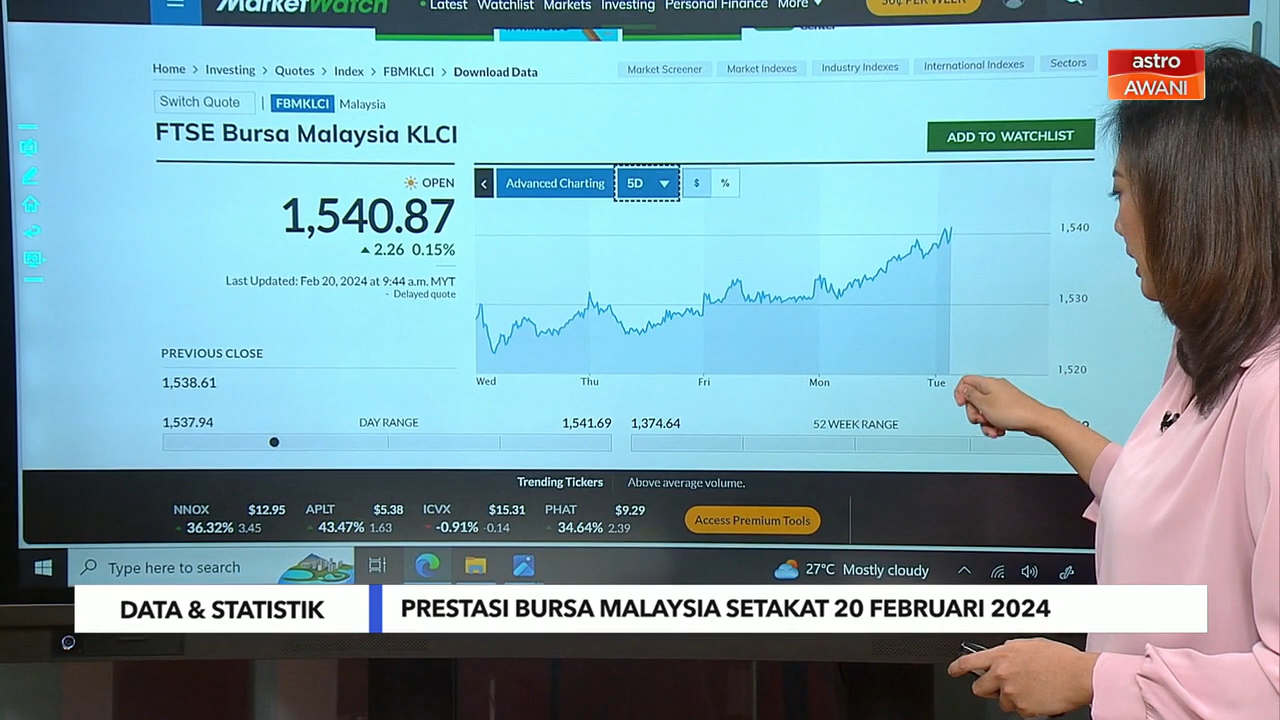 MarketWatch
Latest Watchlist Markets Investing Personal Finance More
50¢ PER WEEK
Home > Investing > Quotes > Index > FBMKLCI > Download Data
Market Screener Market Indexes Industry Indexes International Indexes Sectors
astro
AWANI
Switch Quote | FBMKLCI Malaysia
FTSE Bursa Malaysia KLCI
ADD TO WATCHLIST
OPEN
1,540.87
2.26 0.15%
Last Updated: Feb 20, 2024 at 9:44 a.m. MYT
- Delayed quote
Advanced Charting 5D $ %
1,540
1,530
1,520
Wed Thu Fri Mon Tue
PREVIOUS CLOSE
1,538.61
1,537.94 DAY RANGE 1,541.69
1,374.64 52 WEEK RANGE
Trending Tickers Above average volume.
NNOX $12.95 APLT $5.38 ICVX $15.31 PHAT $9.29
36.32% 3.45 43.47% 1.63 -0.91% -0.14 34.64% 2.39
Access Premium Tools
Type here to search
27°C Mostly cloudy
DATA & STATISTIK
PRESTASI BURSA MALAYSIA SETAKAT 20 FEBRUARI 2024